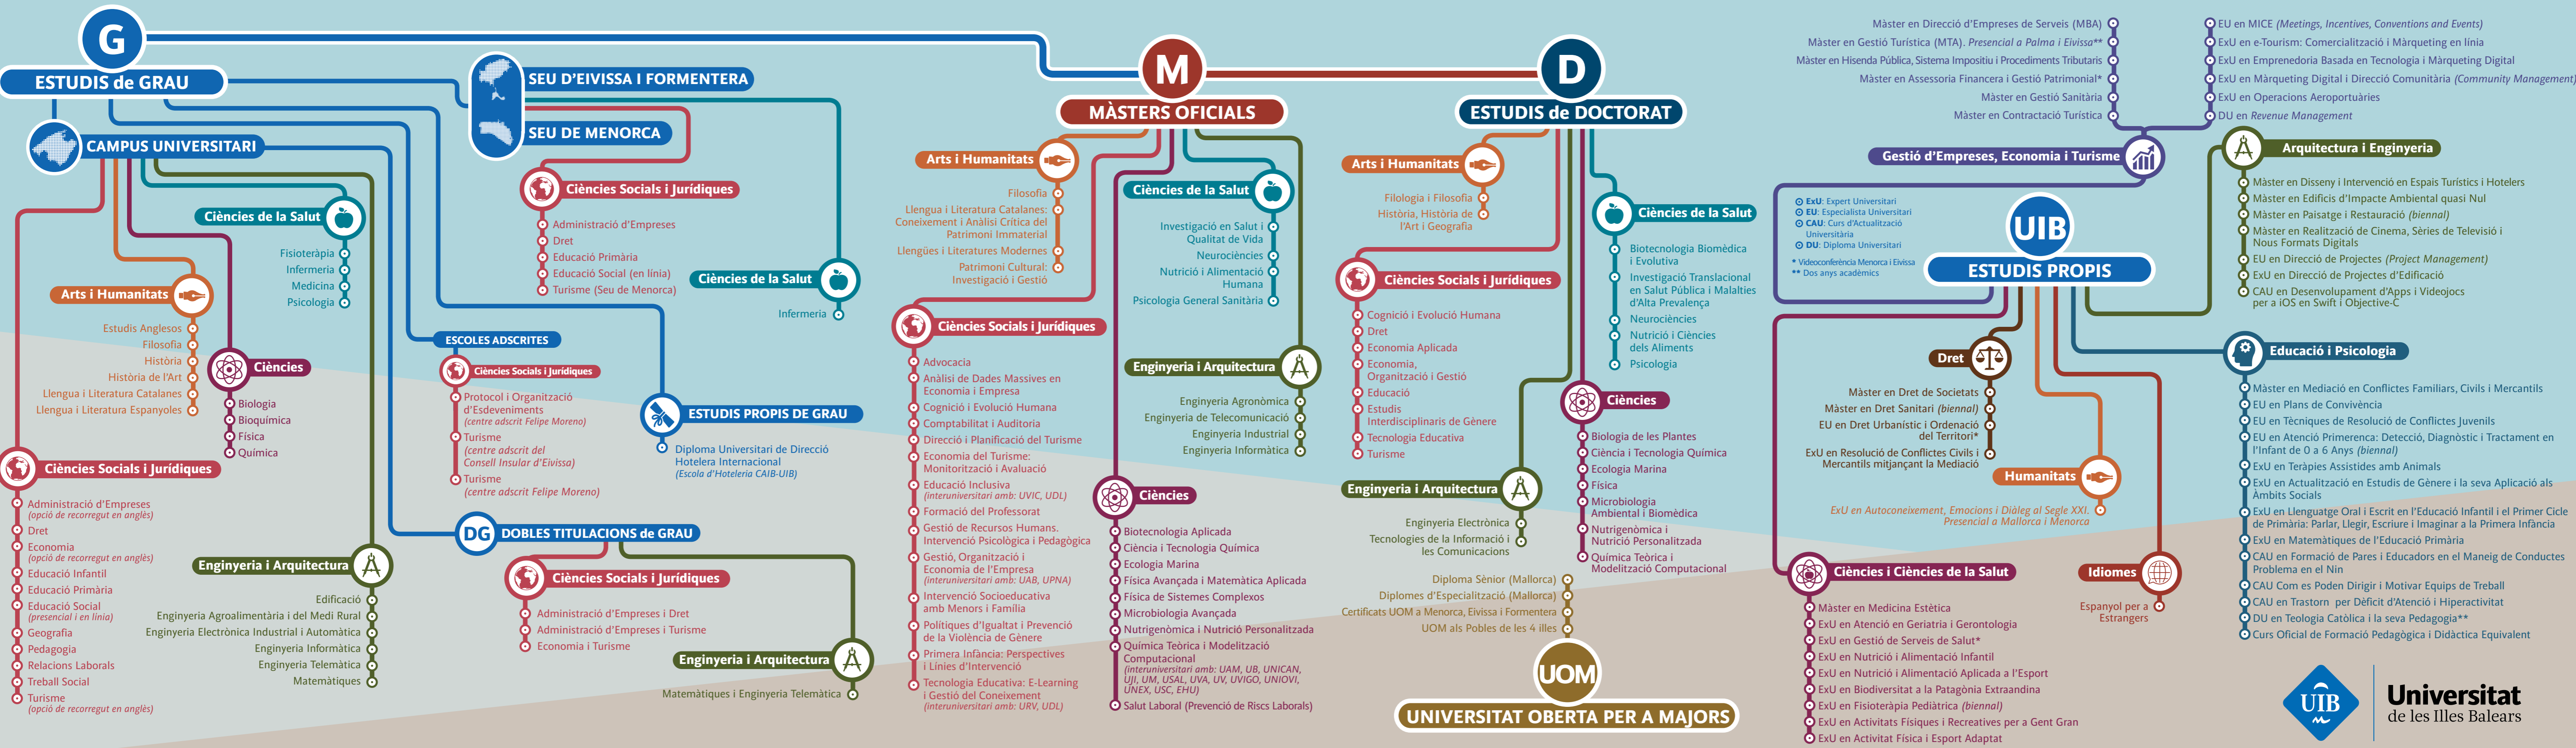 G
ESTUDIS de GRAU
CAMPUS UNIVERSITARI
Ciències de la Salut
Fisioteràpia
Infermeria
Medicina
Psicologia
Arts i Humanitats
Estudis Anglesos
Filosofia
Història
Història de l'Art
Llengua i Literatura Catalanes
Llengua i Literatura Espanyoles
Ciències
Biologia
Bioquímica
Física
Química
Ciències Socials i Jurídiques
Administració d'Empreses
(opció de recorregut en anglès)
Dret
Economia
(opció de recorregut en anglès)
Educació Infantil
Educació Primària
Educació Social
(presencial i en línia)
Geografia
Pedagogia
Relacions Laborals
Treball Social
Turisme
(opció de recorregut en anglès)
Enginyeria i Arquitectura
Edificació
Enginyeria Agroalimentària i del Medi Rural
Enginyeria Electrònica Industrial i Automàtica
Enginyeria Informàtica
Enginyeria Telemàtica
Matemàtiques
SEU D'EIVISSA I FORMENTERA
SEU DE MENORCA
Ciències Socials i Jurídiques
Administració d'Empreses
Dret
Educació Primària
Educació Social (en línia)
Turisme (Seu de Menorca)
Ciències de la Salut
Infermeria
ESCOLES ADSCRITES
Ciències Socials i Jurídiques
Protocol i Organització
d'Esdeveniments
(centre adscrit Felipe Moreno)
Turisme
(centre adscrit del
Consell Insular d'Eivissa)
Turisme
(centre adscrit Felipe Moreno)
ESTUDIS PROPIS DE GRAU
Diploma Universitari de Direcció
Hotelera Internacional
(Escola d'Hoteleria CAIB-UIB)
DG
DOBLES TITULACIONS de GRAU
Ciències Socials i Jurídiques
Administració d'Empreses i Dret
Administració d'Empreses i Turisme
Economia i Turisme
Enginyeria i Arquitectura
Matemàtiques i Enginyeria Telemàtica
M
MÀSTERS OFICIALS
Arts i Humanitats
Filosofia
Llengua i Literatura Catalanes:
Coneixement i Anàlisi Crítica del
Patrimoni Immaterial
Llengües i Literatures Modernes
Patrimoni Cultural:
Investigació i Gestió
Ciències de la Salut
Investigació en Salut i
Qualitat de Vida
Neurociències
Nutrició i Alimentació
Humana
Psicologia General Sanitària
Ciències Socials i Jurídiques
Advocacia
Anàlisi de Dades Massives en
Economia i Empresa
Cognició i Evolució Humana
Comptabilitat i Auditoria
Direcció i Planificació del Turisme
Economia del Turisme:
Monitorització i Avaluació
Educació Inclusiva
(interuniversitari amb: UVIC, UDL)
Formació del Professorat
Gestió de Recursos Humans.
Intervenció Psicològica i Pedagògica
Gestió, Organització i
Economia de l'Empresa
(interuniversitari amb: UAB, UPNA)
Intervenció Socioeducativa
amb Menors i Família
Polítiques d'Igualtat i Prevenció
de la Violència de Gènere
Primera Infància: Perspectives
i Línies d'Intervenció
Tecnologia Educativa: E-Learning
i Gestió del Coneixement
(interuniversitari amb: URV, UDL)
Enginyeria i Arquitectura
Enginyeria Agronòmica
Enginyeria de Telecomunicació
Enginyeria Industrial
Enginyeria Informàtica
Ciències
Biotecnologia Aplicada
Ciència i Tecnologia Química
Ecologia Marina
Física Avançada i Matemàtica Aplicada
Física de Sistemes Complexos
Microbiologia Avançada
Nutrigenòmica i Nutrició Personalitzada
Química Teòrica i Modelització
Computacional
(interuniversitari amb: UAM, UB, UNICAN,
UJI, UM, USAL, UVA, UV, UVIGO, UNIOVI,
UNEX, USC, EHU)
Salut Laboral (Prevenció de Riscs Laborals)
D
ESTUDIS de DOCTORAT
Arts i Humanitats
Filologia i Filosofia
Història, Història de
l'Art i Geografia
Ciències de la Salut
Biotecnologia Biomèdica
i Evolutiva
Investigació Translacional
en Salut Pública i Malalties
d'Alta Prevalença
Neurociències
Nutrició i Ciències
dels Aliments
Psicologia
Ciències Socials i Jurídiques
Cognició i Evolució Humana
Dret
Economia Aplicada
Economia,
Organització i Gestió
Educació
Estudis
Interdisciplinaris de Gènere
Tecnologia Educativa
Turisme
Ciències
Biologia de les Plantes
Ciència i Tecnologia Química
Ecologia Marina
Física
Microbiologia
Ambiental i Biomèdica
Nutrigenòmica i
Nutrició Personalitzada
Química Teòrica i
Modelització Computacional
Enginyeria i Arquitectura
Enginyeria Electrònica
Tecnologies de la Informació i
les Comunicacions
Diploma Sènior (Mallorca)
Diplomes d'Especialització (Mallorca)
Certificats UOM a Menorca, Eivissa i Formentera
UOM als Pobles de les 4 illes
UOM
UNIVERSITAT OBERTA PER A MAJORS
Màster en Direcció d'Empreses de Serveis (MBA)
Màster en Gestió Turística (MTA). Presencial a Palma i Eivissa**
Màster en Hisenda Pública, Sistema Impositiu i Procediments Tributaris
Màster en Assessoria Financera i Gestió Patrimonial*
Màster en Gestió Sanitària
Màster en Contractació Turística
EU en MICE (Meetings, Incentives, Conventions and Events)
ExU en e-Tourism: Comercialització i Màrqueting en línia
ExU en Emprenedoria Basada en Tecnologia i Màrqueting Digital
ExU en Màrqueting Digital i Direcció Comunitària (Community Management)
ExU en Operacions Aeroportuàries
DU en Revenue Management
Gestió d'Empreses, Economia i Turisme
ExU: Expert Universitari
EU: Especialista Universitari
CAU: Curs d'Actualització
Universitària
DU: Diploma Universitari
* Videoconferència Menorca i Eivissa
** Dos anys acadèmics
UIB
ESTUDIS PROPIS
Arquitectura i Enginyeria
Màster en Disseny i Intervenció en Espais Turístics i Hotelers
Màster en Edificis d'Impacte Ambiental quasi Nul
Màster en Paisatge i Restauració (biennal)
Màster en Realització de Cinema, Sèries de Televisió i
Nous Formats Digitals
EU en Direcció de Projectes (Project Management)
ExU en Direcció de Projectes d'Edificació
CAU en Desenvolupament d'Apps i Videojocs
per a iOS en Swift i Objective-C
Dret
Màster en Dret de Societats
Màster en Dret Sanitari (biennal)
EU en Dret Urbanístic i Ordenació
del Territori*
ExU en Resolució de Conflictes Civils i
Mercantils mitjançant la Mediació
Humanitats
ExU en Autoconeixement, Emocions i Diàleg al Segle XXI.
Presencial a Mallorca i Menorca
Ciències i Ciències de la Salut
Màster en Medicina Estètica
ExU en Atenció en Geriatria i Gerontologia
ExU en Gestió de Serveis de Salut*
ExU en Nutrició i Alimentació Infantil
ExU en Nutrició i Alimentació Aplicada a l'Esport
ExU en Biodiversitat a la Patagònia Extraandina
ExU en Fisioteràpia Pediàtrica (biennal)
ExU en Activitats Físiques i Recreatives per a Gent Gran
ExU en Activitat Física i Esport Adaptat
Idiomes
Espanyol per a
Estrangers
Educació i Psicologia
Màster en Mediació en Conflictes Familiars, Civils i Mercantils
EU en Plans de Convivència
EU en Tècniques de Resolució de Conflictes Juvenils
EU en Atenció Primerenca: Detecció, Diagnòstic i Tractament en
l'Infant de 0 a 6 Anys (biennal)
ExU en Teràpies Assistides amb Animals
ExU en Actualització en Estudis de Gènere i la seva Aplicació als
Àmbits Socials
ExU en Llenguatge Oral i Escrit en l'Educació Infantil i el Primer Cicle
de Primària: Parlar, Llegir, Escriure i Imaginar a la Primera Infància
ExU en Matemàtiques de l'Educació Primària
CAU en Formació de Pares i Educadors en el Maneig de Conductes
Problema en el Nin
CAU Com es Poden Dirigir i Motivar Equips de Treball
CAU en Trastorn per Dèficit d'Atenció i Hiperactivitat
DU en Teologia Catòlica i la seva Pedagogia**
Curs Oficial de Formació Pedagògica i Didàctica Equivalent
UIB
Universitat
de les Illes Balears